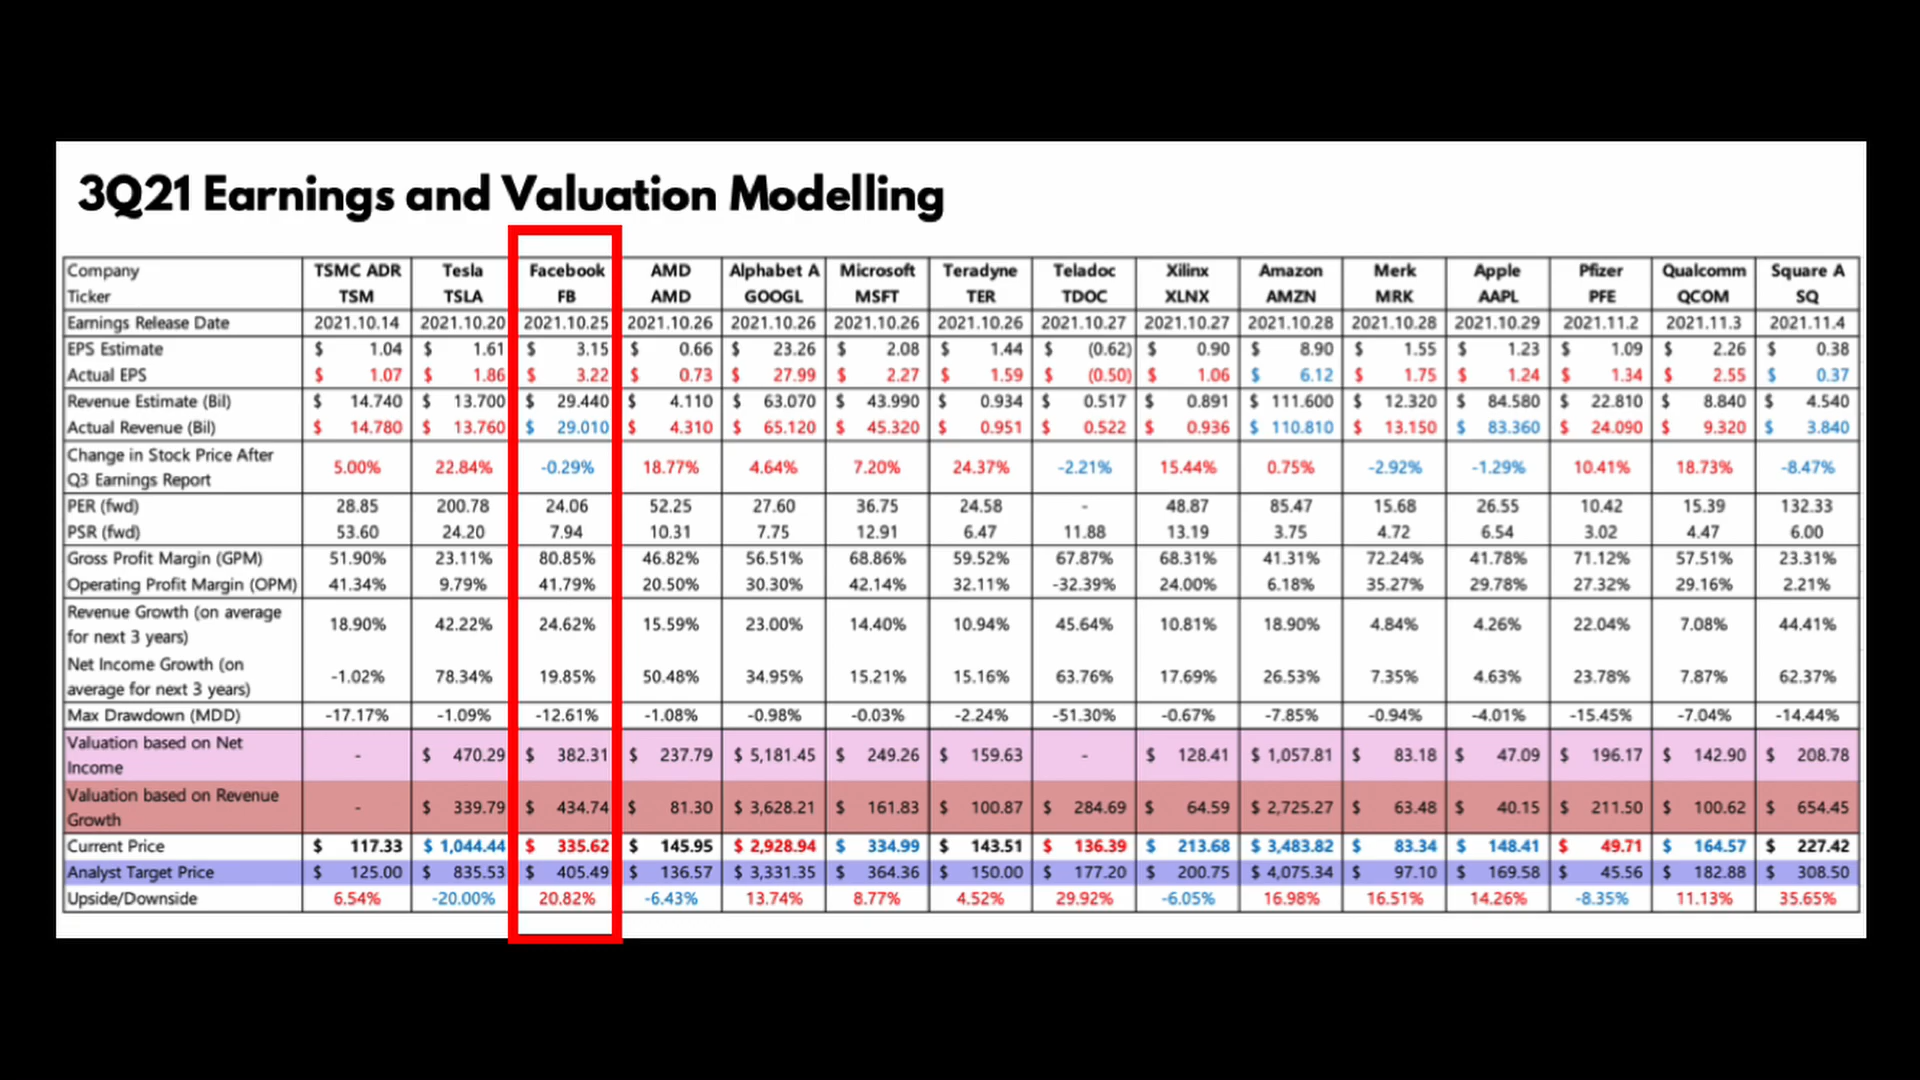 3Q21 Earnings and Valuation Modelling
Company TSMC ADR Tesla Facebook AMD Alphabet A Microsoft Teradyne Teladoc Xilinx Amazon Merk Apple Pfizer Qualcomm Square A
Ticker TSM TSLA FB AMD GOOGL MSFT TER TDOC XLNX AMZN MRK AAPL PFE QCOM SQ
Earnings Release Date 2021.10.14 2021.10.20 2021.10.25 2021.10.26 2021.10.26 2021.10.26 2021.10.26 2021.10.27 2021.10.27 2021.10.28 2021.10.28 2021.10.29 2021.11.2 2021.11.3 2021.11.4
EPS Estimate $ 1.04 $ 1.61 $ 3.15 $ 0.66 $ 23.26 $ 2.08 $ 1.44 $ (0.62) $ 0.90 $ 8.90 $ 1.55 $ 1.23 $ 1.09 $ 2.26 $ 0.38
Actual EPS $ 1.07 $ 1.86 $ 3.22 $ 0.73 $ 27.99 $ 2.27 $ 1.59 $ (0.50) $ 1.06 $ 6.12 $ 1.75 $ 1.24 $ 1.34 $ 2.55 $ 0.37
Revenue Estimate (Bil) $ 14.740 $ 13.700 $ 29.440 $ 4.110 $ 63.070 $ 43.990 $ 0.934 $ 0.517 $ 0.891 $ 111.600 $ 12.320 $ 84.580 $ 22.810 $ 8.840 $ 4.540
Actual Revenue (Bil) $ 14.780 $ 13.760 $ 29.010 $ 4.310 $ 65.120 $ 45.320 $ 0.951 $ 0.522 $ 0.936 $ 110.810 $ 13.150 $ 83.360 $ 24.090 $ 9.320 $ 3.840
Change in Stock Price After
Q3 Earnings Report 5.00% 22.84% -0.29% 18.77% 4.64% 7.20% 24.37% -2.21% 15.44% 0.75% -2.92% -1.29% 10.41% 18.73% -8.47%
PER (fwd) 28.85 200.78 24.06 52.25 27.60 36.75 24.58 - 48.87 85.47 15.68 26.55 10.42 15.39 132.33
PSR (fwd) 53.60 24.20 7.94 10.31 7.75 12.91 6.47 11.88 13.19 3.75 4.72 6.54 3.02 4.47 6.00
Gross Profit Margin (GPM) 51.90% 23.11% 80.85% 46.82% 56.51% 68.86% 59.52% 67.87% 68.31% 41.31% 72.24% 41.78% 71.12% 57.51% 23.31%
Operating Profit Margin (OPM) 41.34% 9.79% 41.79% 20.50% 30.30% 42.14% 32.11% -32.39% 24.00% 6.18% 35.27% 29.78% 27.32% 29.16% 2.21%
Revenue Growth (on average
for next 3 years) 18.90% 42.22% 24.62% 15.59% 23.00% 14.40% 10.94% 45.64% 10.81% 18.90% 4.84% 4.26% 22.04% 7.08% 44.41%
Net Income Growth (on
average for next 3 years) -1.02% 78.34% 19.85% 50.48% 34.95% 15.21% 15.16% 63.76% 17.69% 26.53% 7.35% 4.63% 23.78% 7.87% 62.37%
Max Drawdown (MDD) -17.17% -1.09% -12.61% -1.08% -0.98% -0.03% -2.24% -51.30% -0.67% -7.85% -0.94% -4.01% -15.45% -7.04% -14.44%
Valuation based on Net
Income - $ 470.29 $ 382.31 $ 237.79 $ 5,181.45 $ 249.26 $ 159.63 - $ 128.41 $ 1,057.81 $ 83.18 $ 47.09 $ 196.17 $ 142.90 $ 208.78
Valuation based on Revenue
Growth - $ 339.79 $ 434.74 $ 81.30 $ 3,628.21 $ 161.83 $ 100.87 $ 284.69 $ 64.59 $ 2,725.27 $ 63.48 $ 40.15 $ 211.50 $ 100.62 $ 654.45
Current Price $ 117.33 $ 1,044.44 $ 335.62 $ 145.95 $ 2,928.94 $ 334.99 $ 143.51 $ 136.39 $ 213.68 $ 3,483.82 $ 83.34 $ 148.41 $ 49.71 $ 164.57 $ 227.42
Analyst Target Price $ 125.00 $ 835.53 $ 405.49 $ 136.57 $ 3,331.35 $ 364.36 $ 150.00 $ 177.20 $ 200.75 $ 4,075.34 $ 97.10 $ 169.58 $ 45.56 $ 182.88 $ 308.50
Upside/Downside 6.54% -20.00% 20.82% -6.43% 13.74% 8.77% 4.52% 29.92% -6.05% 16.98% 16.51% 14.26% -8.35% 11.13% 35.65%